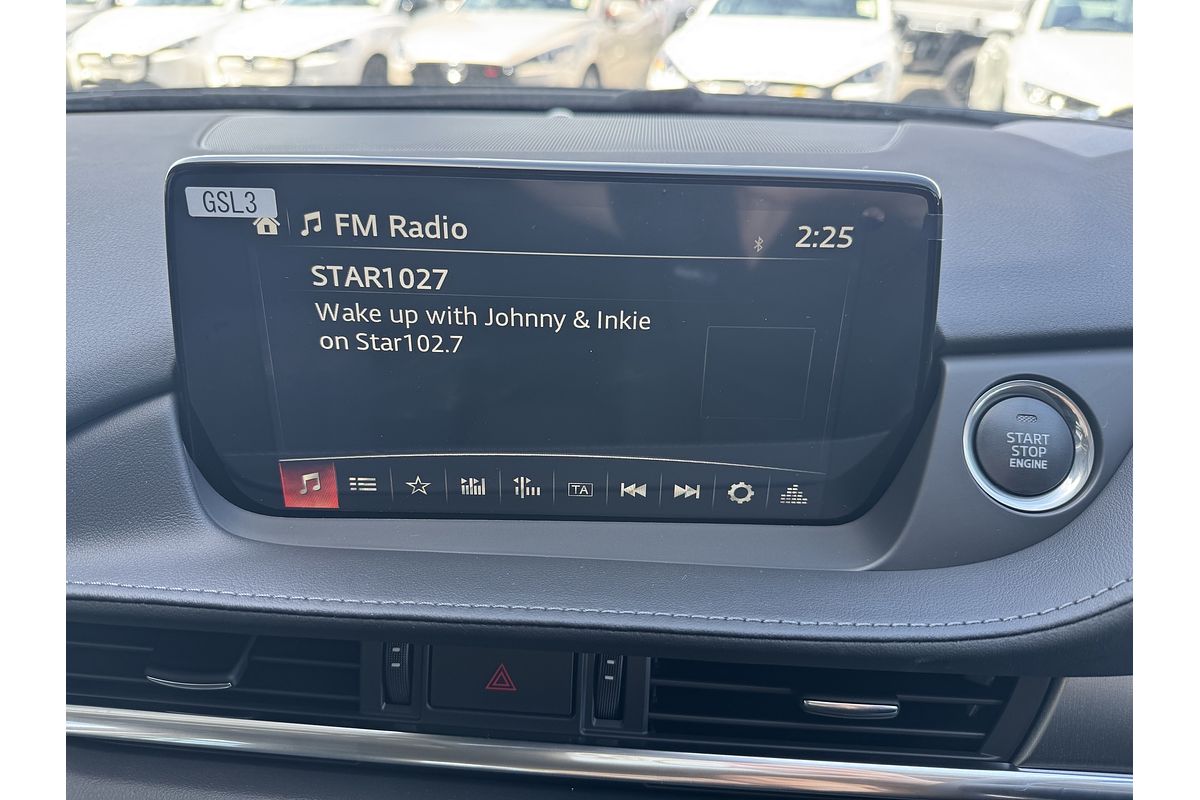 GSL3
FM Radio
2:25
STAR1027
Wake up with Johnny & Inkie
on Star102.7
TA
START
STOP
ENGINE